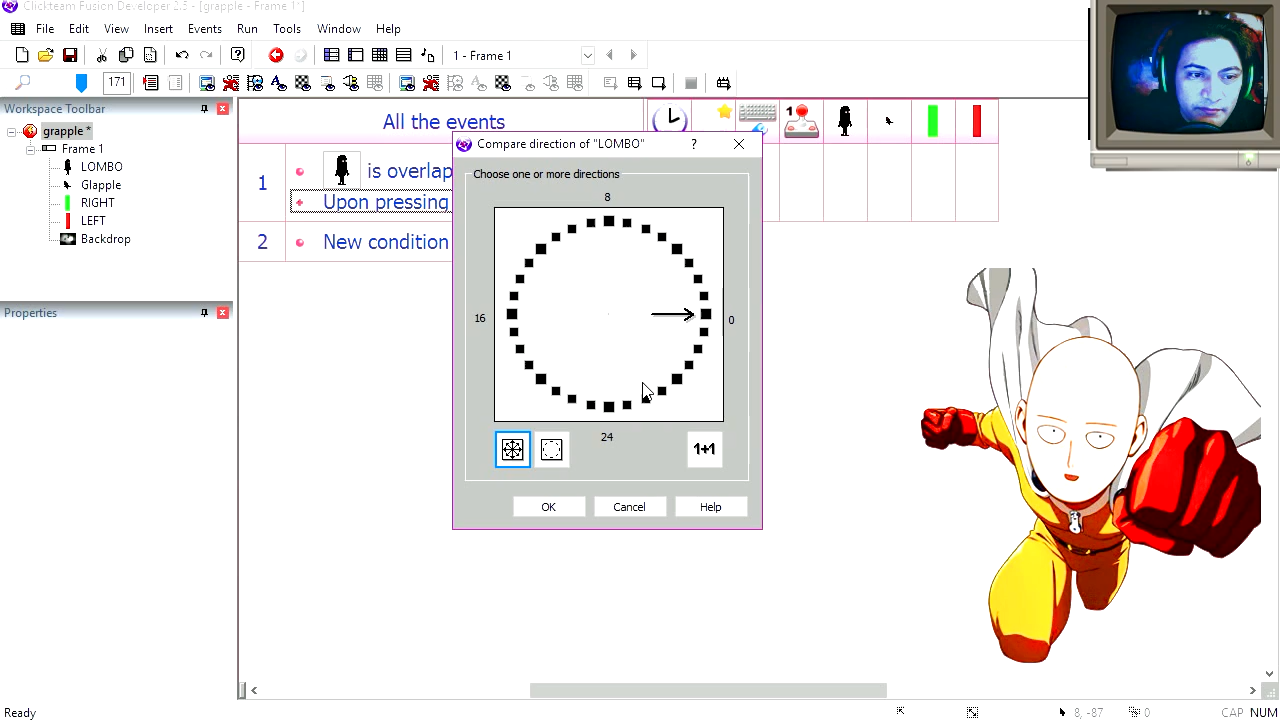 Clickteam Fusion Developer 2.5 - [grapple - Frame 1*]
File Edit View Insert Events Run Tools Window Help
1 - Frame 1
171
Workspace Toolbar
grapple *
Frame 1
LOMBO
Glapple
RIGHT
LEFT
Backdrop
Properties
All the events
1
1
is overlap
Upon pressing
2
New condition
Compare direction of "LOMBO"
?
Choose one or more directions
8
16
0
24
1+1
OK
Cancel
Help
Ready
8, -87
0
CAP NUM